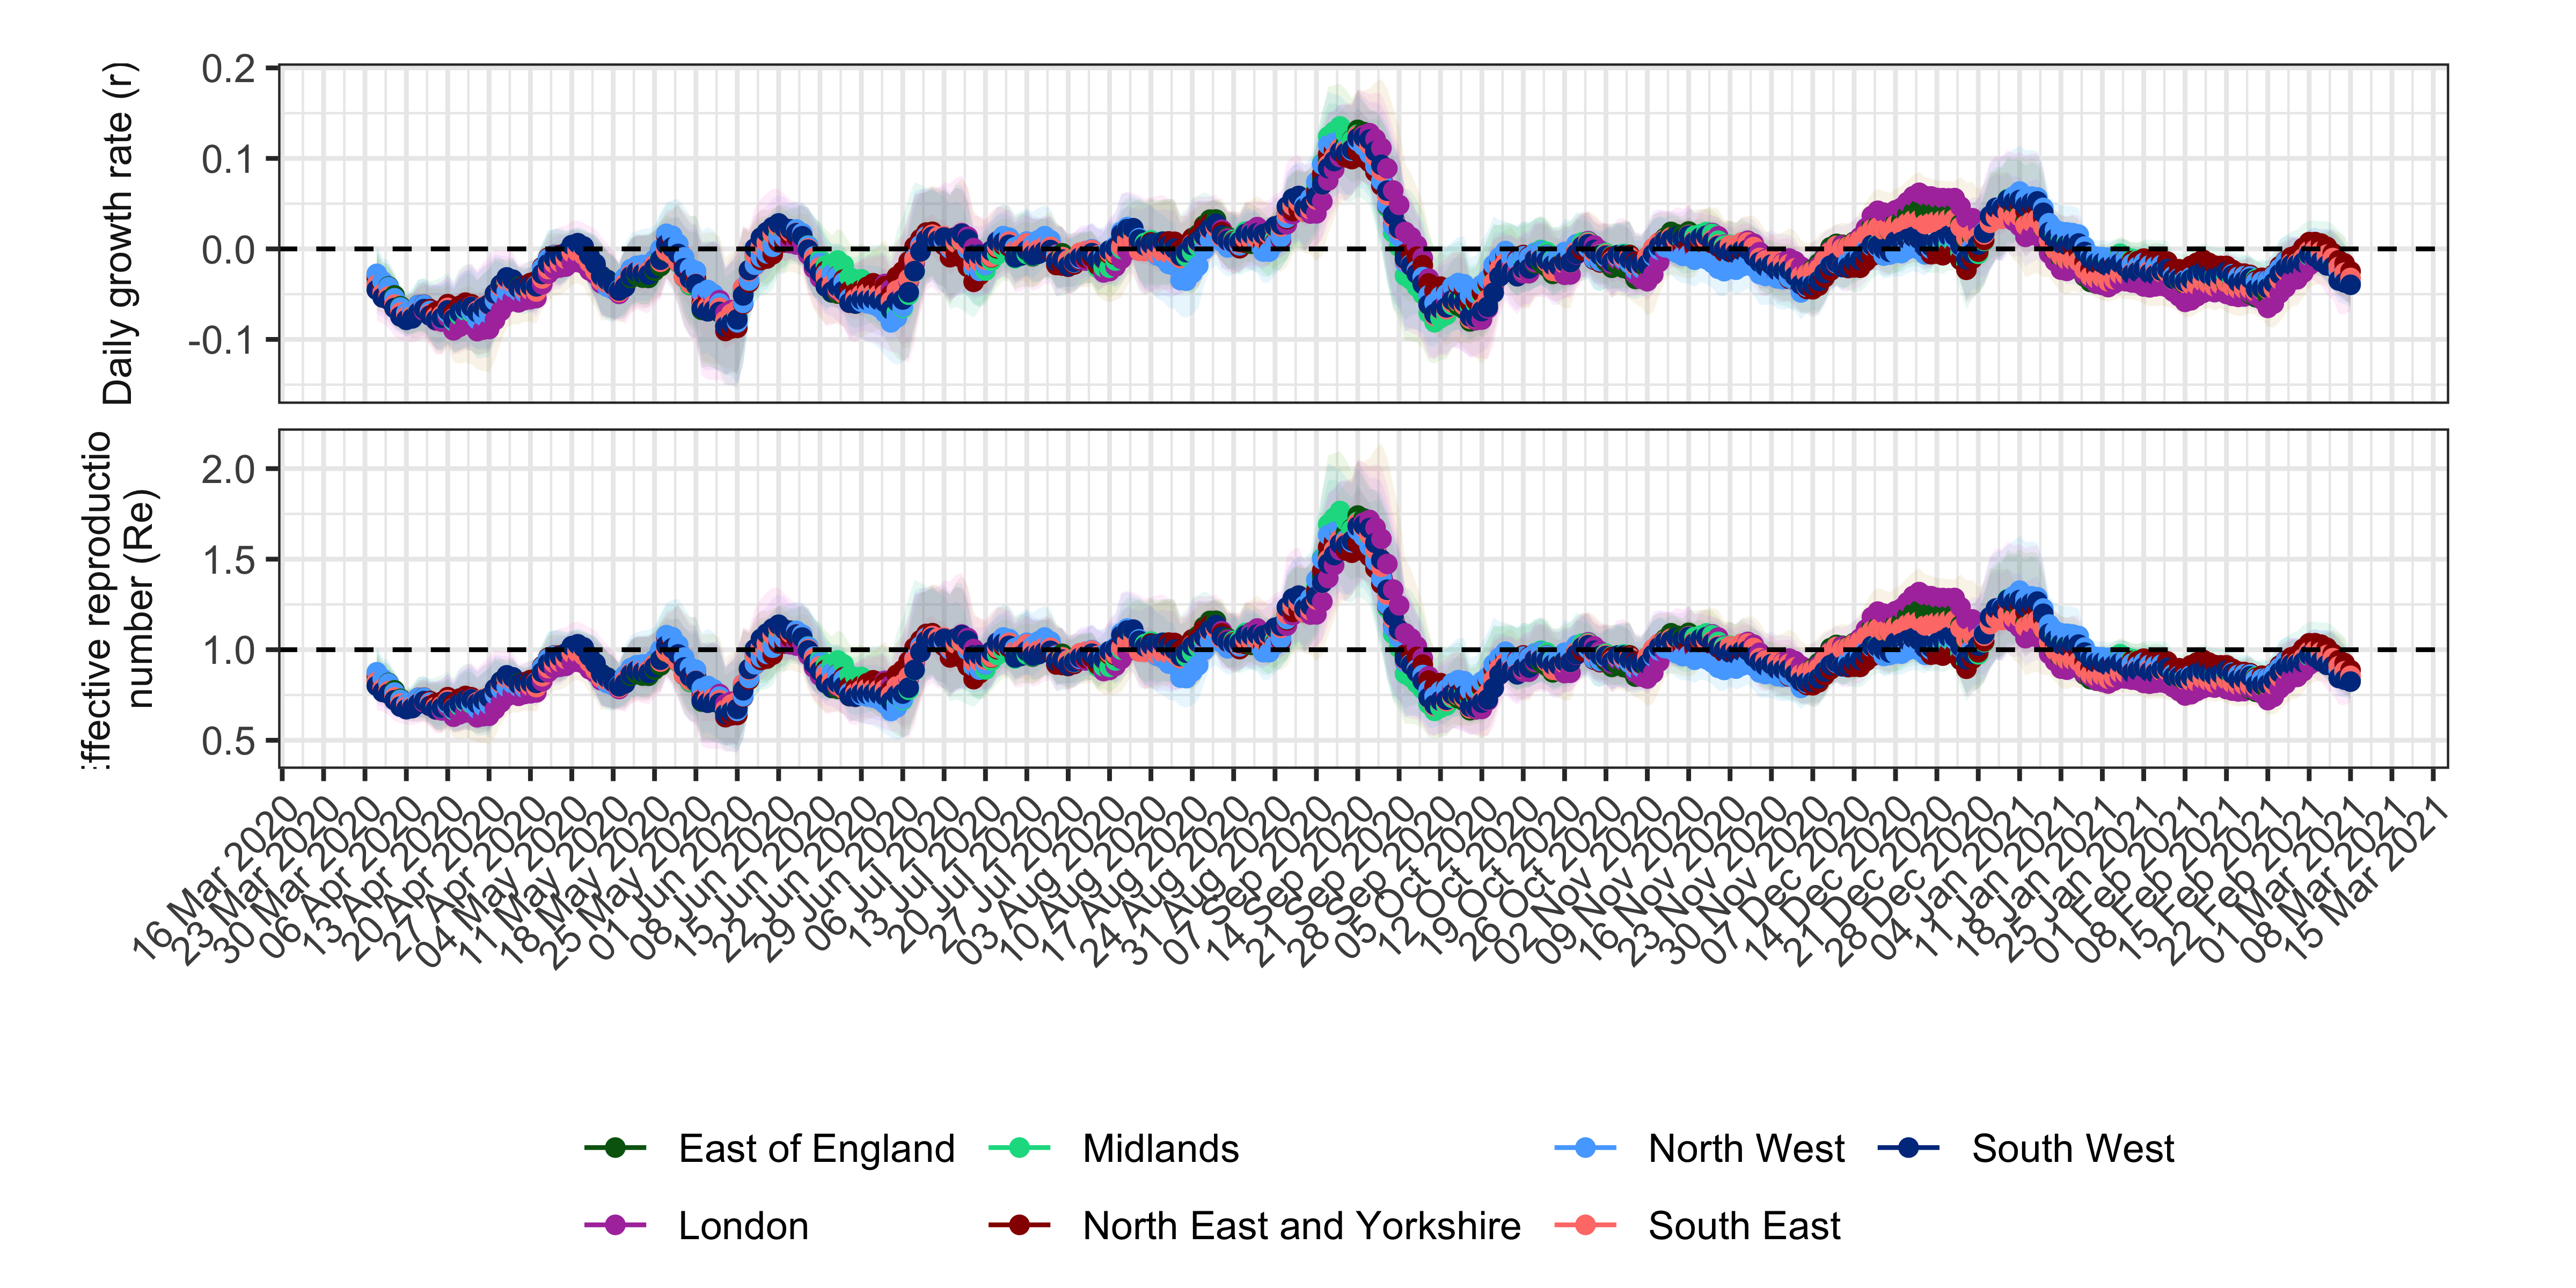 Daily growth rate (r)
0.2
0.1
0.0
-0.1
ffective reproductio
number (Re)
2.0
1.5
1.0
0.5
16 Mar 2020
23 Mar 2020
30 Mar 2020
06 Apr 2020
13 Apr 2020
20 Apr 2020
27 Apr 2020
04 May 2020
11 May 2020
18 May 2020
25 May 2020
01 Jun 2020
08 Jun 2020
15 Jun 2020
22 Jun 2020
29 Jun 2020
06 Jul 2020
13 Jul 2020
20 Jul 2020
27 Jul 2020
03 Aug 2020
10 Aug 2020
17 Aug 2020
24 Aug 2020
31 Aug 2020
07 Sep 2020
14 Sep 2020
21 Sep 2020
28 Sep 2020
05 Oct 2020
12 Oct 2020
19 Oct 2020
26 Oct 2020
02 Nov 2020
09 Nov 2020
16 Nov 2020
23 Nov 2020
30 Nov 2020
07 Dec 2020
14 Dec 2020
21 Dec 2020
28 Dec 2020
04 Jan 2021
11 Jan 2021
18 Jan 2021
25 Jan 2021
01 Feb 2021
08 Feb 2021
15 Feb 2021
22 Feb 2021
01 Mar 2021
08 Mar 2021
15 Mar 2021
East of England
Midlands
North West
South West
London
North East and Yorkshire
South East